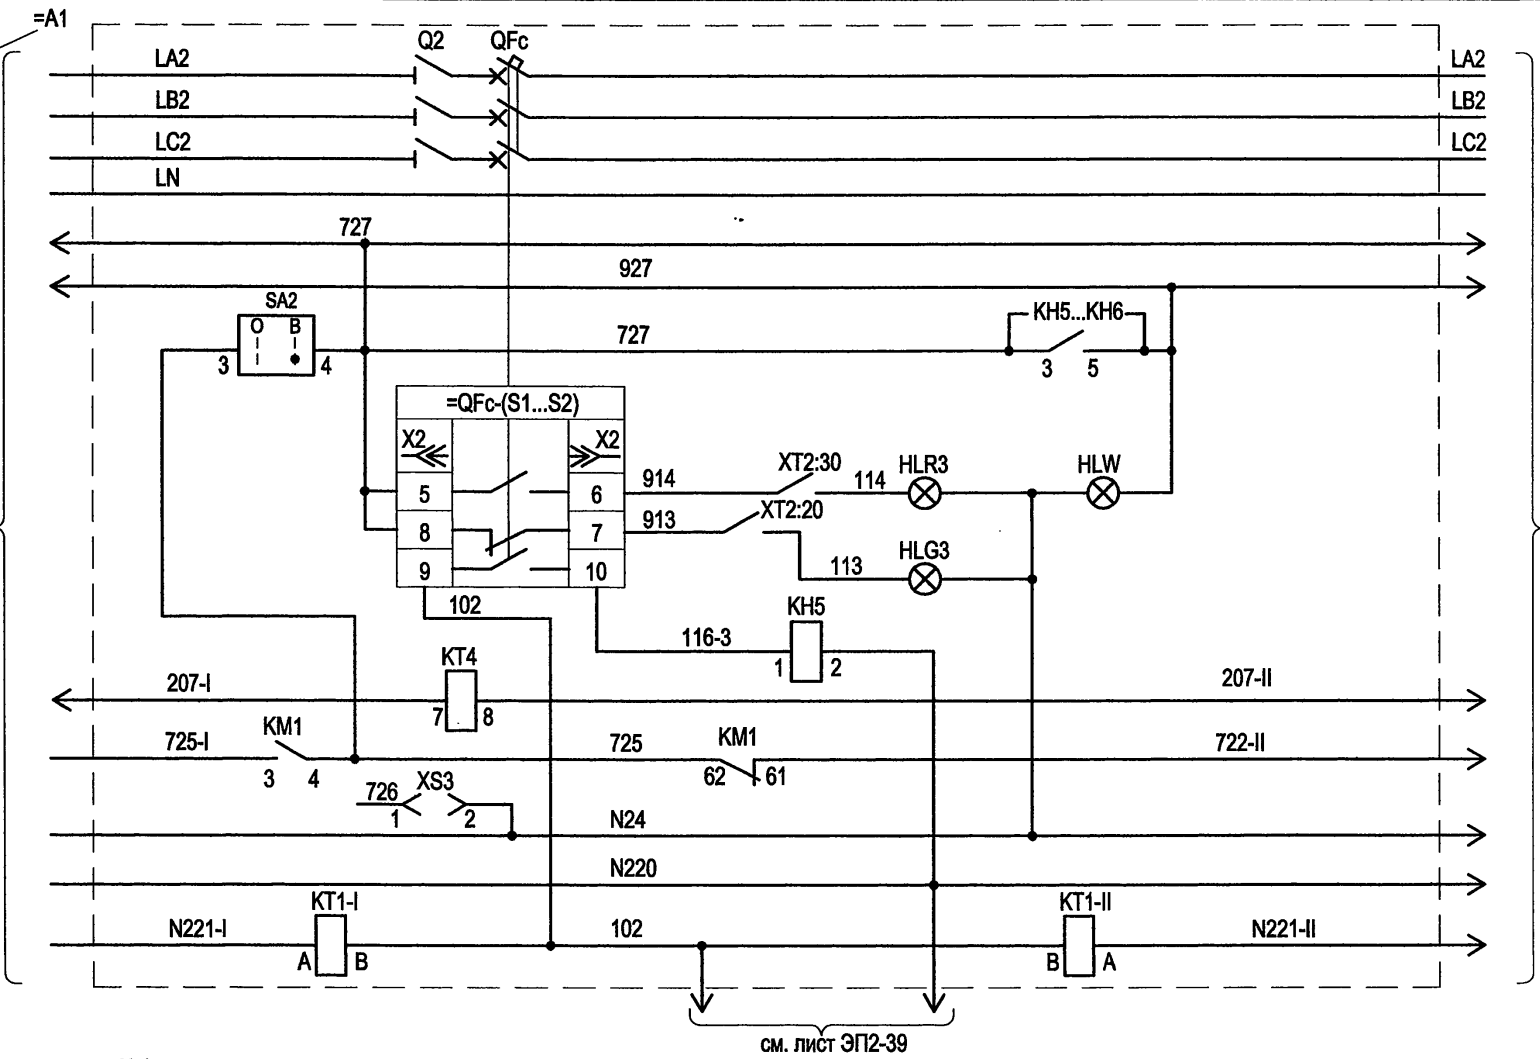 =A1
Q2 QFc
LA2 LA2
LB2 LB2
LC2 LC2
LN
727
927
SA2
O B
3 4
727
KH5...KH6
3 5
=QFc-(S1...S2)
X2 X2
5 6
8 7
9 10
914
XT2:30
114
HLR3
HLW
913
XT2:20
113
HLG3
102
116-3
KH5
1 2
207-I
KT4
7 8
207-II
725-I
KM1
3 4
725
KM1
62 61
722-II
726
XS3
1 2
N24
N220
N221-I
KT1-I
A B
102
KT1-II
B A
N221-II
см. лист ЭП2-39